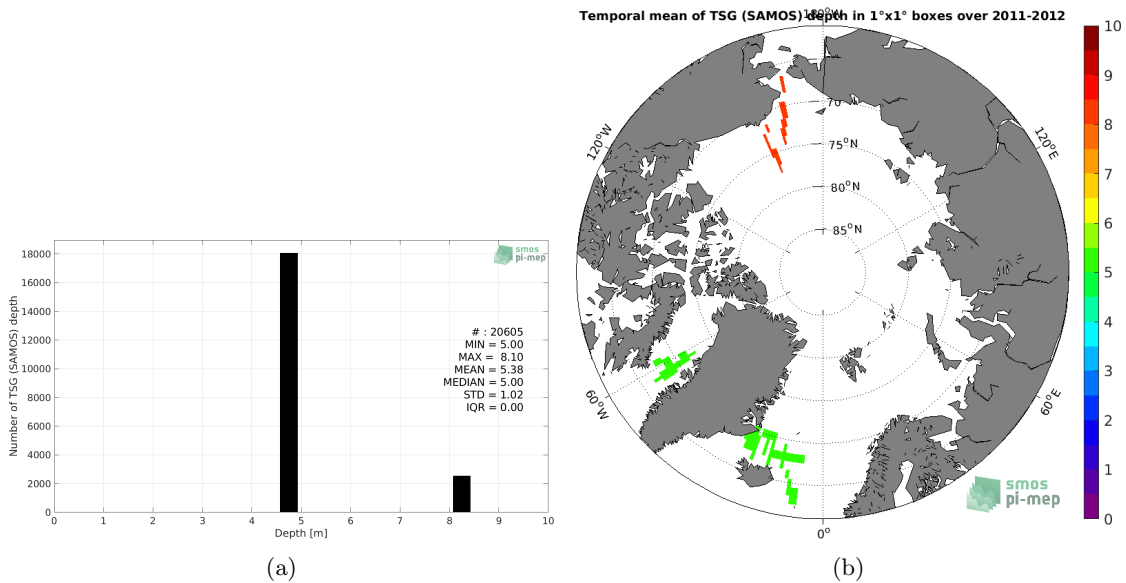 Temporal mean of TSG (SAMOS) depth in 1°x1° boxes over 2011-2012
18000
16000
14000
12000
10000
8000
6000
4000
2000
0
Number of TSG (SAMOS) depth
0 1 2 3 4 5 6 7 8 9 10
Depth [m]
smos
pi-mep
# : 20605
MIN = 5.00
MAX = 8.10
MEAN = 5.38
MEDIAN = 5.00
STD = 1.02
IQR = 0.00
(a)
180°W
120°W
120°E
60°W
60°E
0°
70°N
75°N
80°N
85°N
smos
pi-mep
10
9
8
7
6
5
4
3
2
1
0
(b)